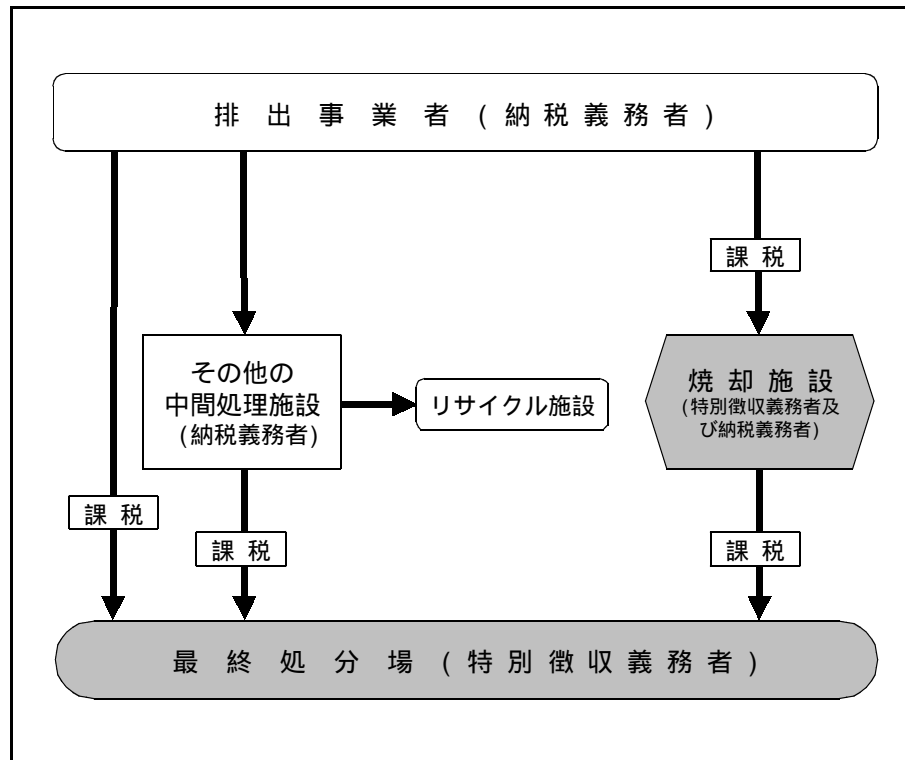 排出事業者(納税義務者)
課税
その他の
中間処理施設
(納税義務者)
リサイクル施設
焼却施設
(特別徴収義務者及
び納税義務者)
課税
課税
課税
最終処分場(特別徴収義務者)